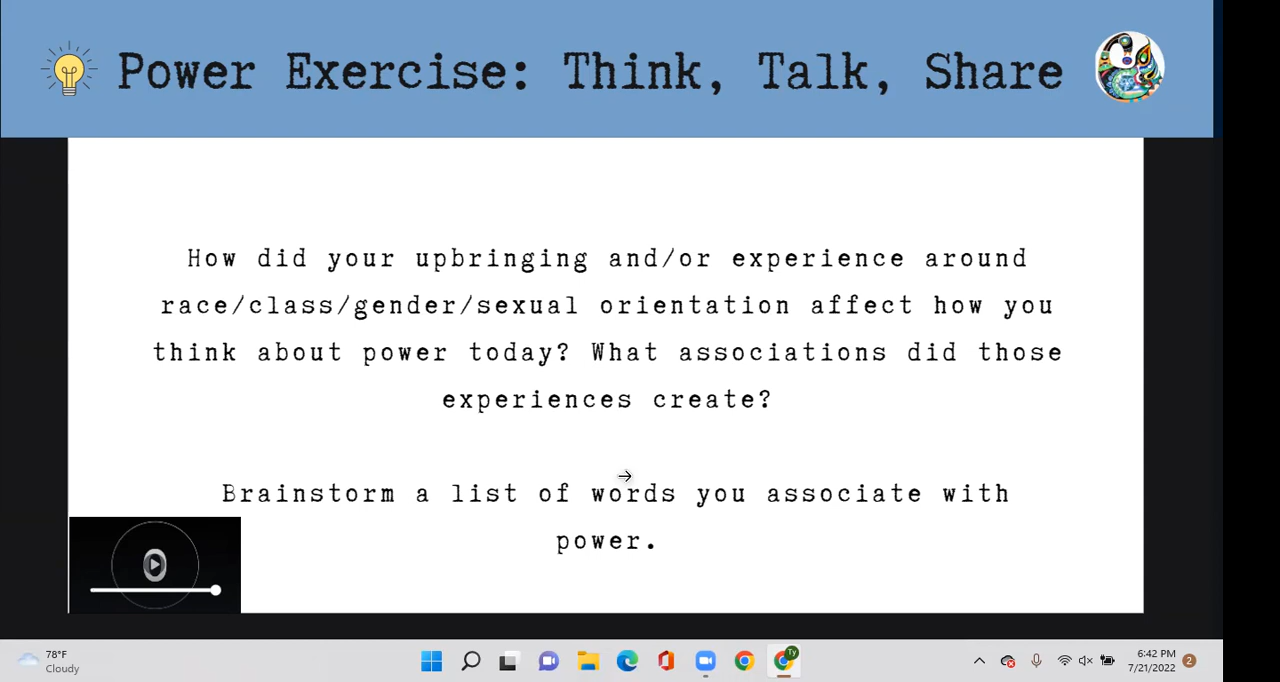 Power Exercise: Think, Talk, Share
How did your upbringing and/or experience around
race/class/gender/sexual orientation affect how you
think about power today? What associations did those
experiences create?
Brainstorm a list of words you associate with
power.
78°F
Cloudy
Ty
6:42 PM
7/21/2022
2